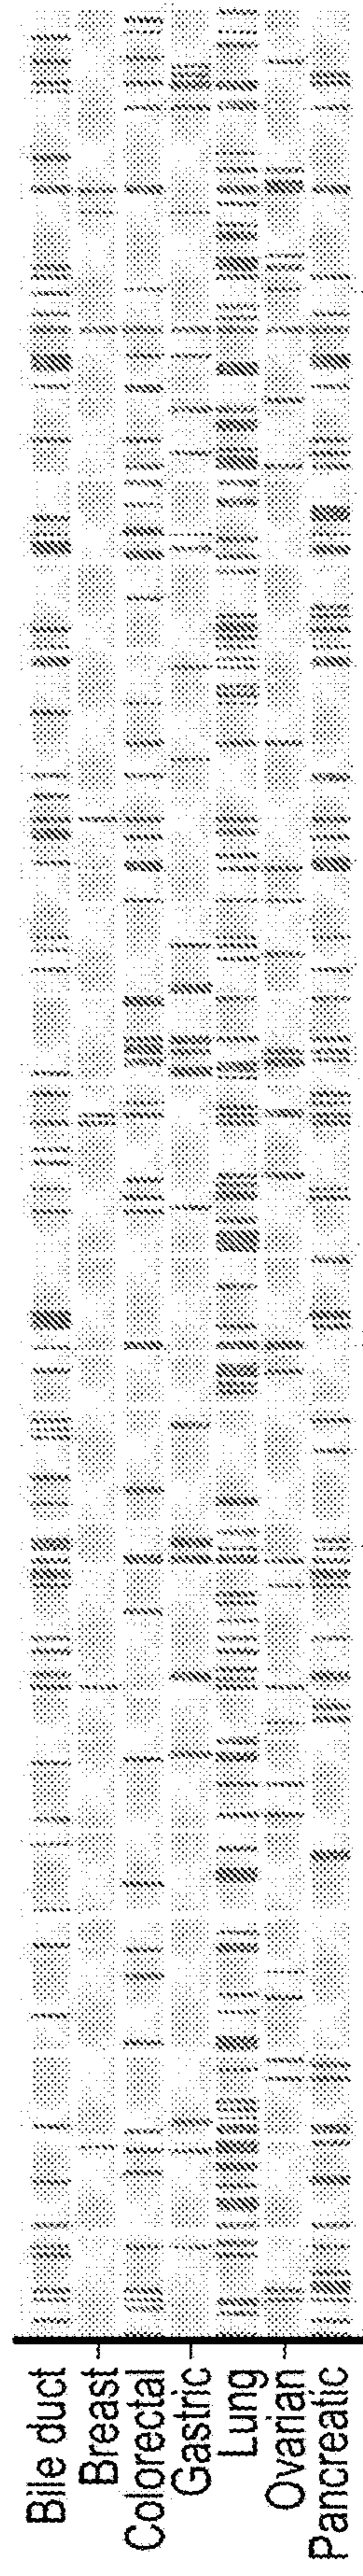 Bile duct
Breast
Colorectal
Gastric
Lung
Ovarian
Pancreatic